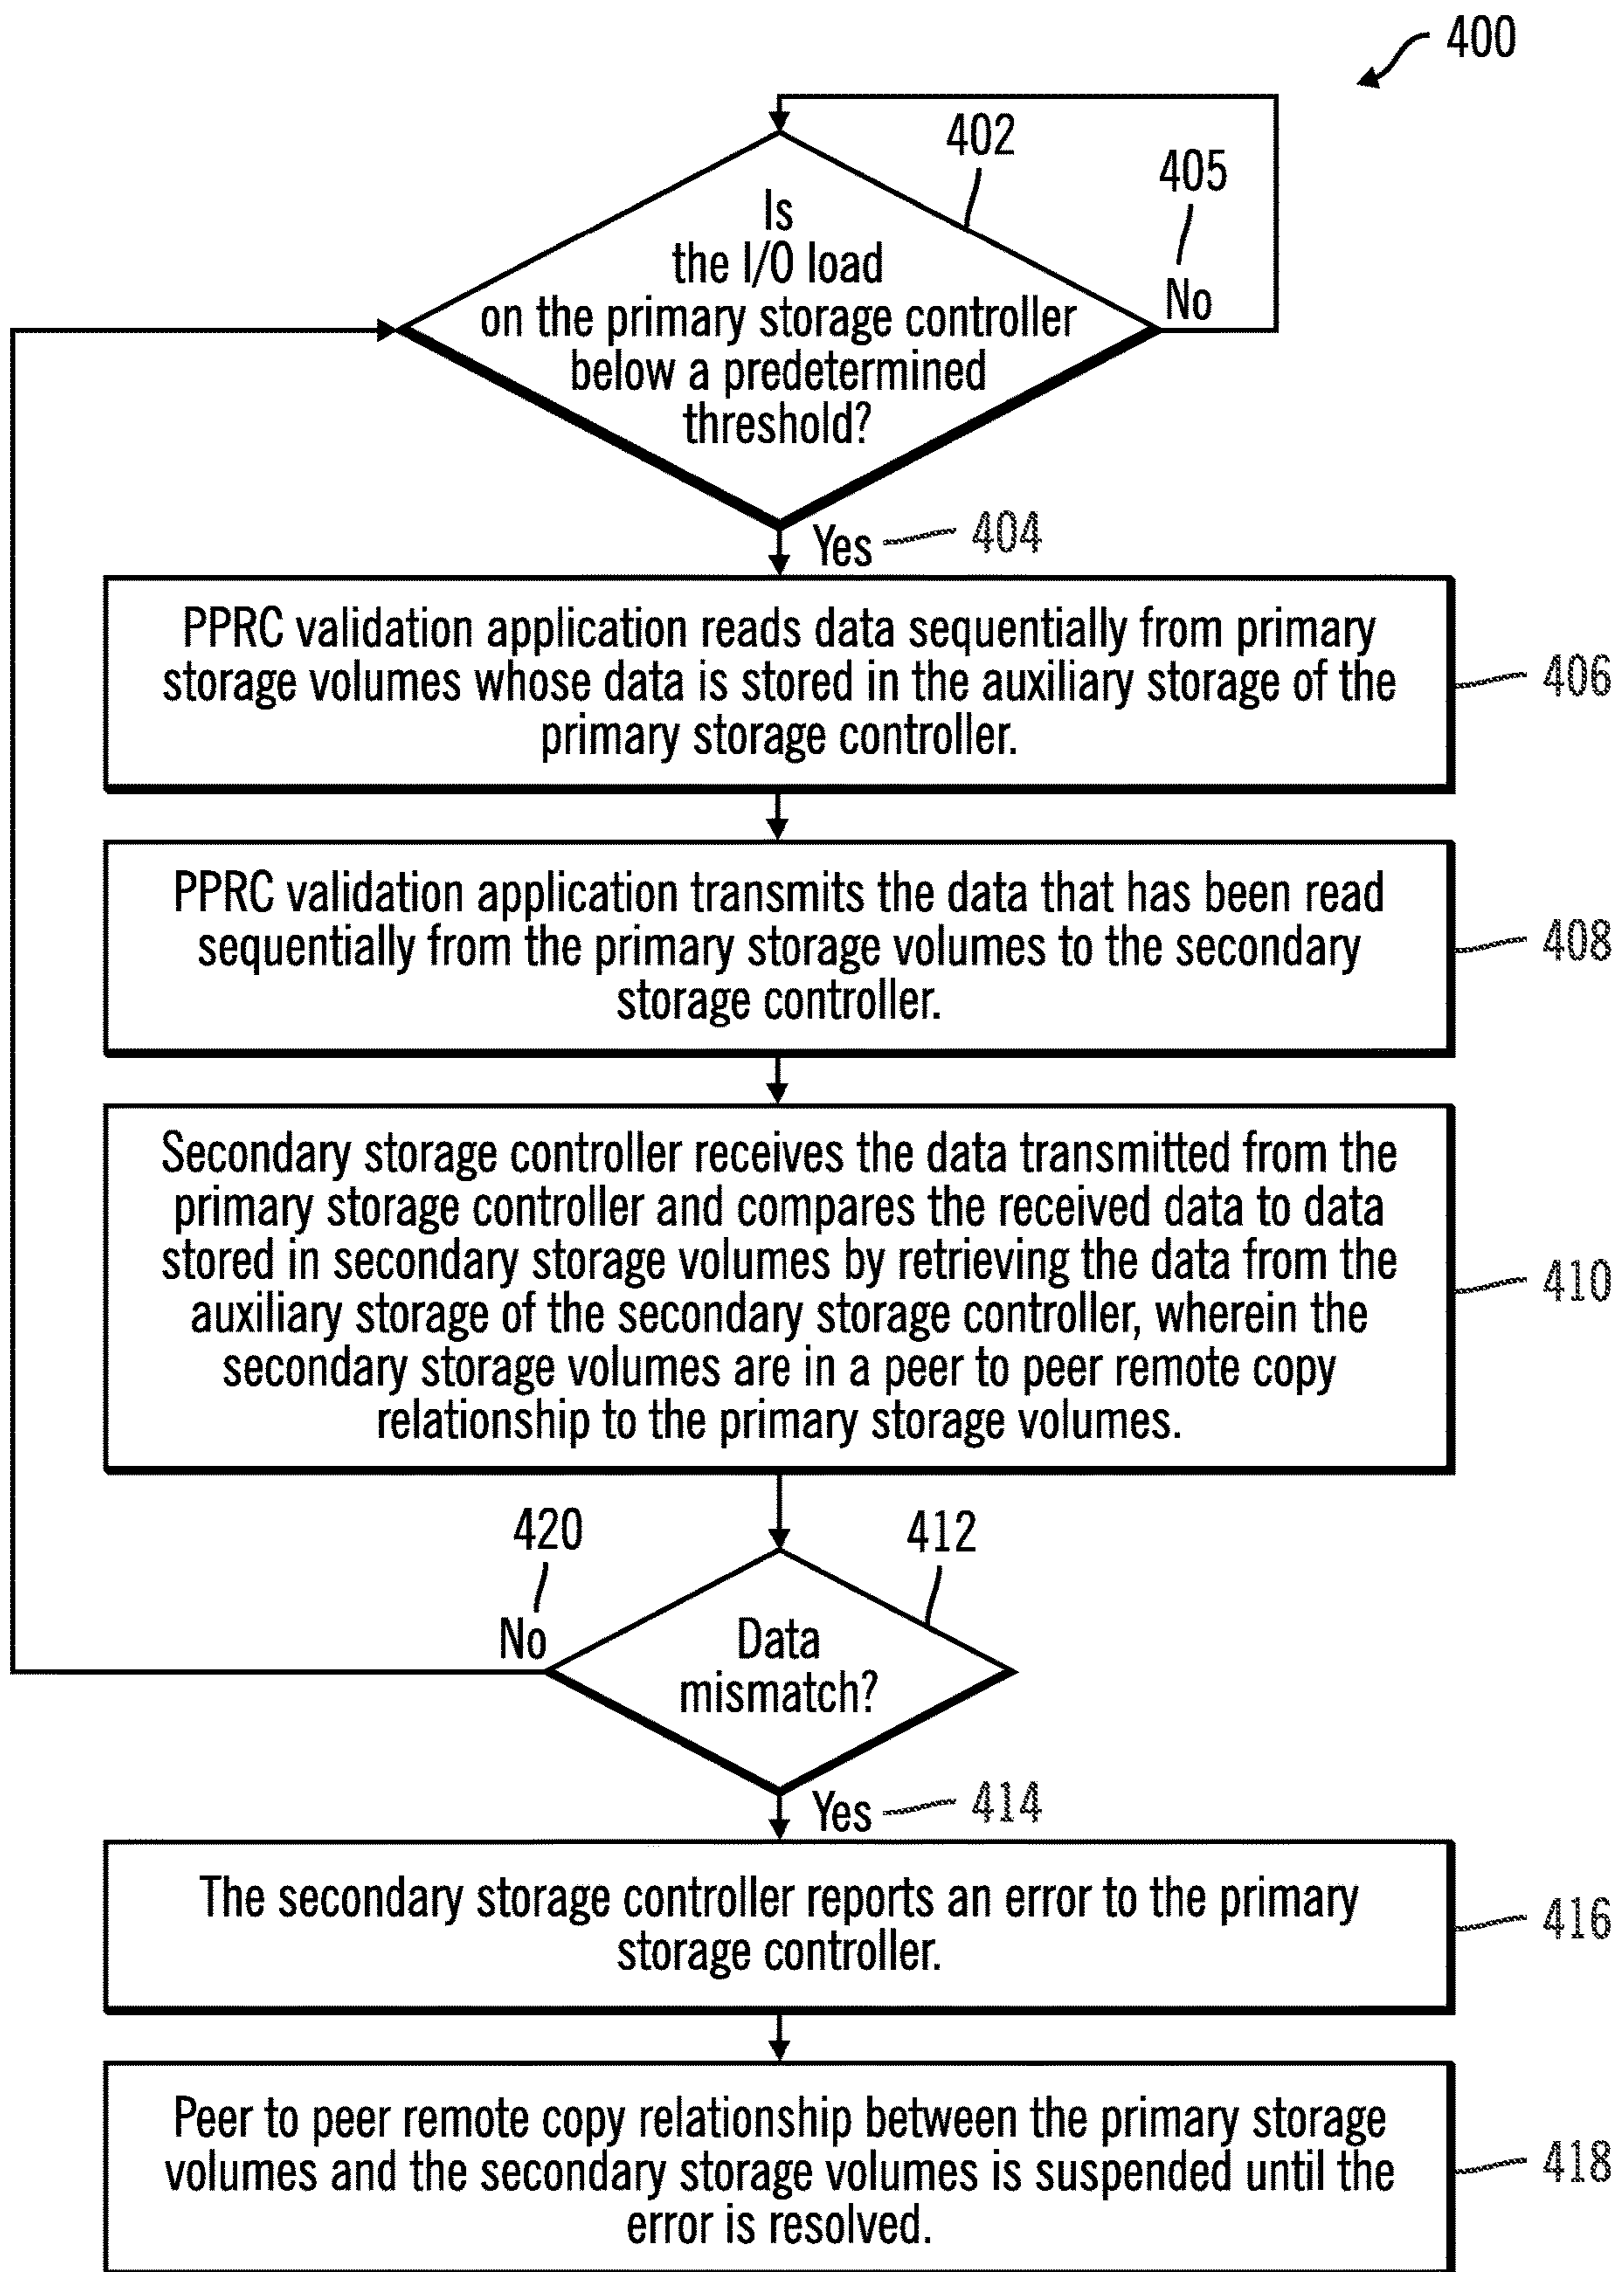 400
402
405
Is
the I/O load
on the primary storage controller
below a predetermined
threshold?
No
Yes
404
PPRC validation application reads data sequentially from primary
storage volumes whose data is stored in the auxiliary storage of the
primary storage controller.
406
PPRC validation application transmits the data that has been read
sequentially from the primary storage volumes to the secondary
storage controller.
408
Secondary storage controller receives the data transmitted from the
primary storage controller and compares the received data to data
stored in secondary storage volumes by retrieving the data from the
auxiliary storage of the secondary storage controller, wherein the
secondary storage volumes are in a peer to peer remote copy
relationship to the primary storage volumes.
410
420
412
No
Data
mismatch?
Yes
414
The secondary storage controller reports an error to the primary
storage controller.
416
Peer to peer remote copy relationship between the primary storage
volumes and the secondary storage volumes is suspended until the
error is resolved.
418